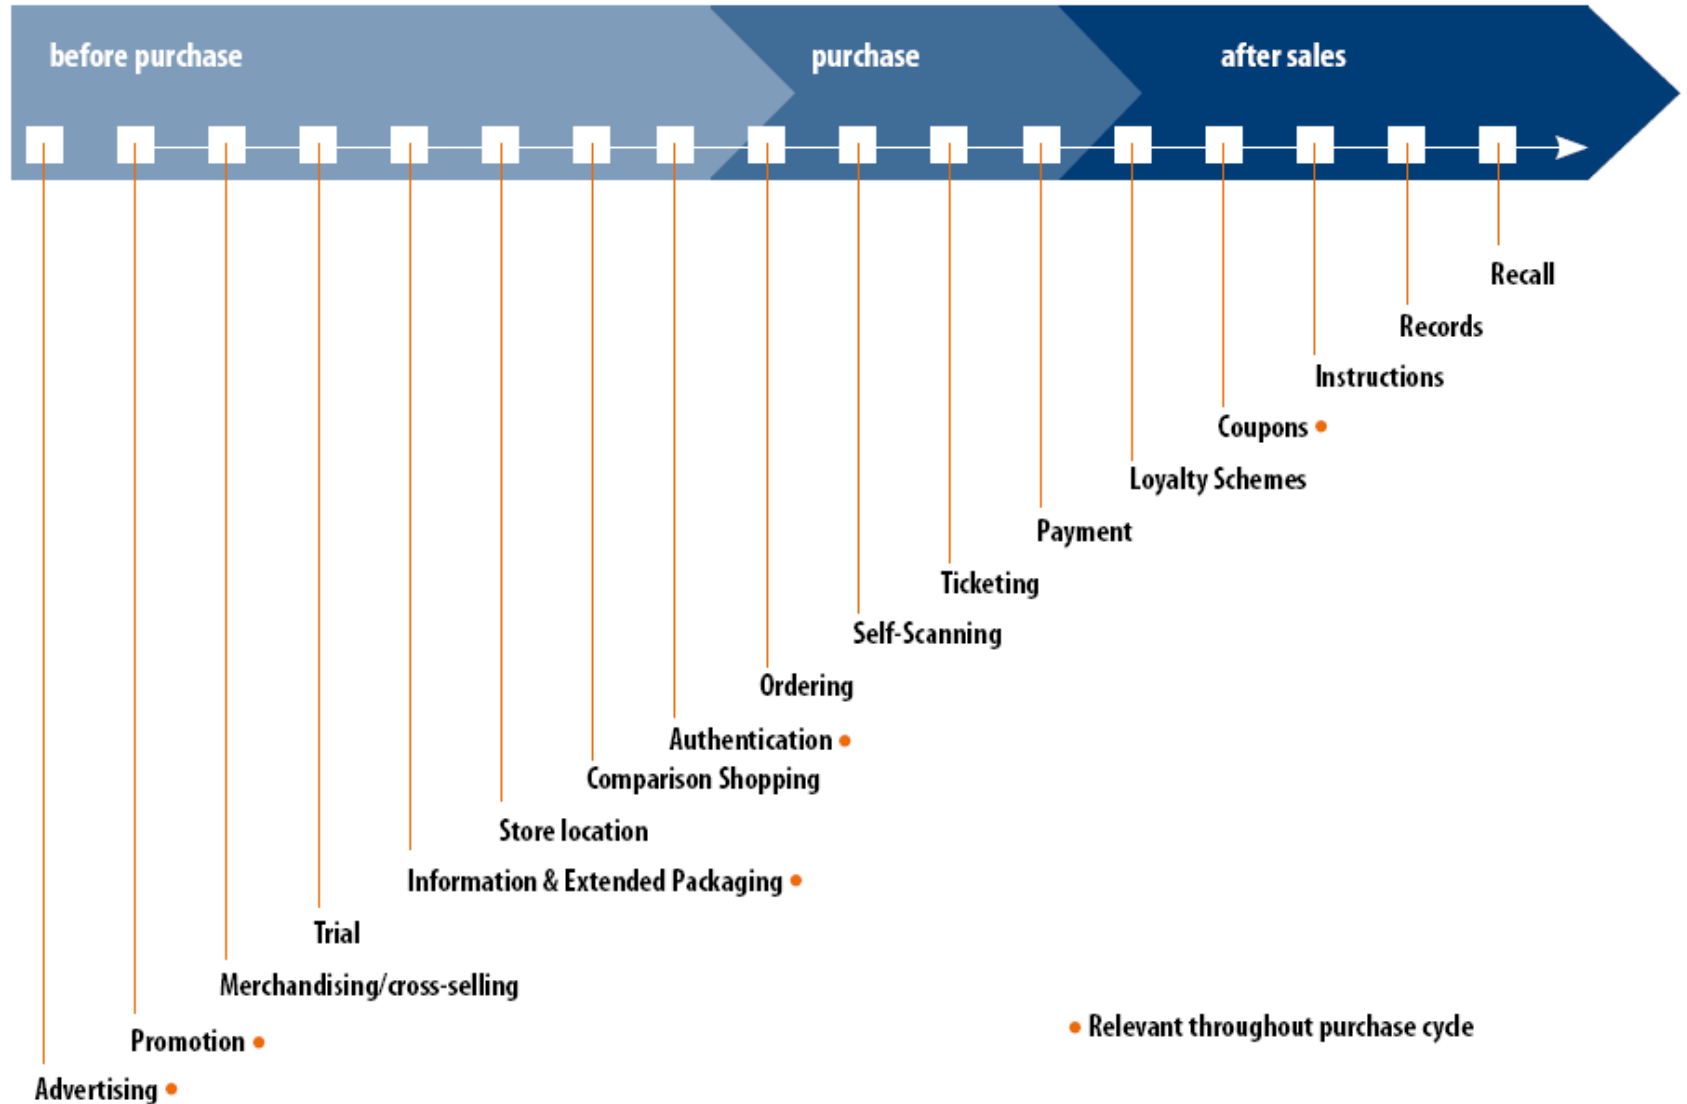 before purchase
purchase
after sales
Recall
Records
Instructions
Coupons
Loyalty Schemes
Payment
Ticketing
Self-Scanning
Ordering
Authentication
Comparison Shopping
Store location
Information & Extended Packaging
Trial
Merchandising/cross-selling
Relevant throughout purchase cycle
Promotion
Advertising